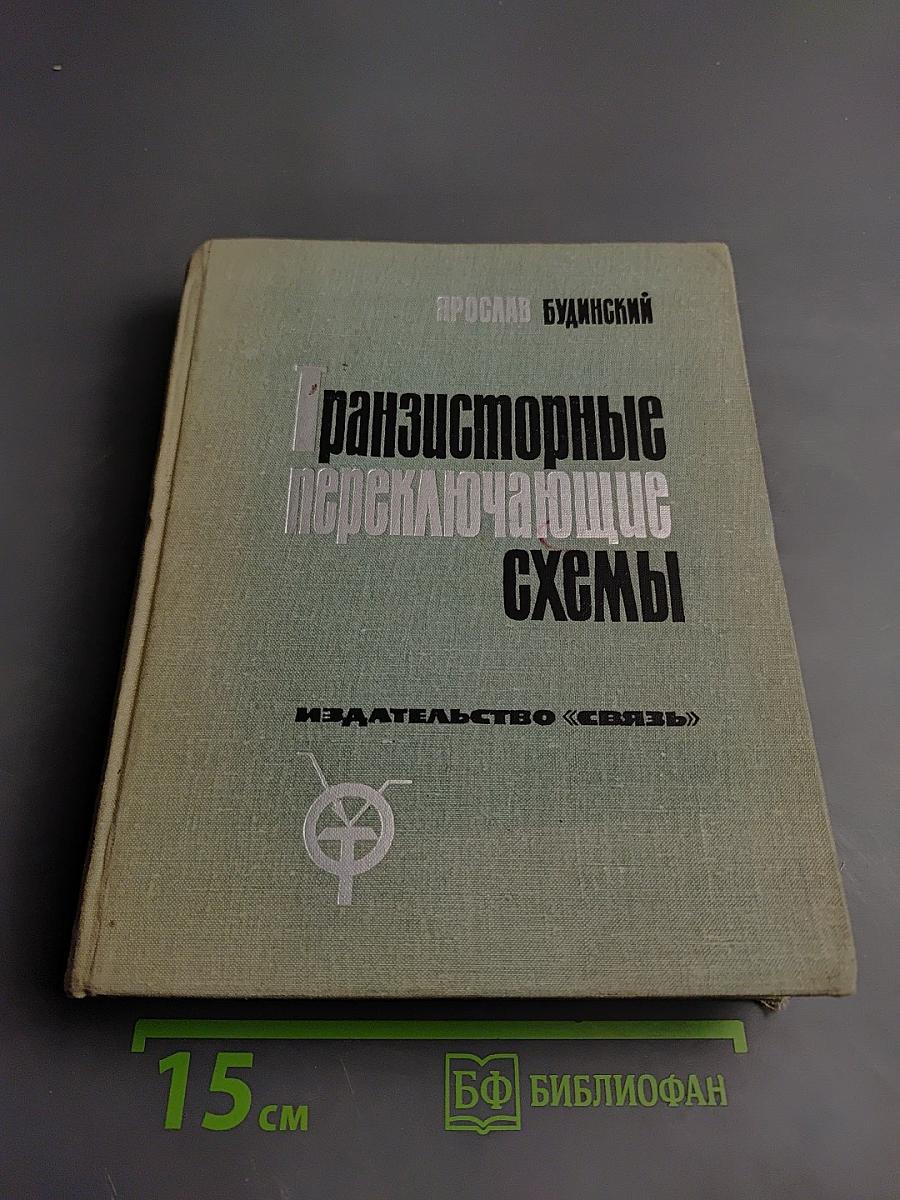 ЯРОСЛАВ БУДИНСКИЙ
Транзисторные
переключающие
схемы
ИЗДАТЕЛЬСТВО «СВЯЗЬ»
15 см
БФ БИБЛИОФАН